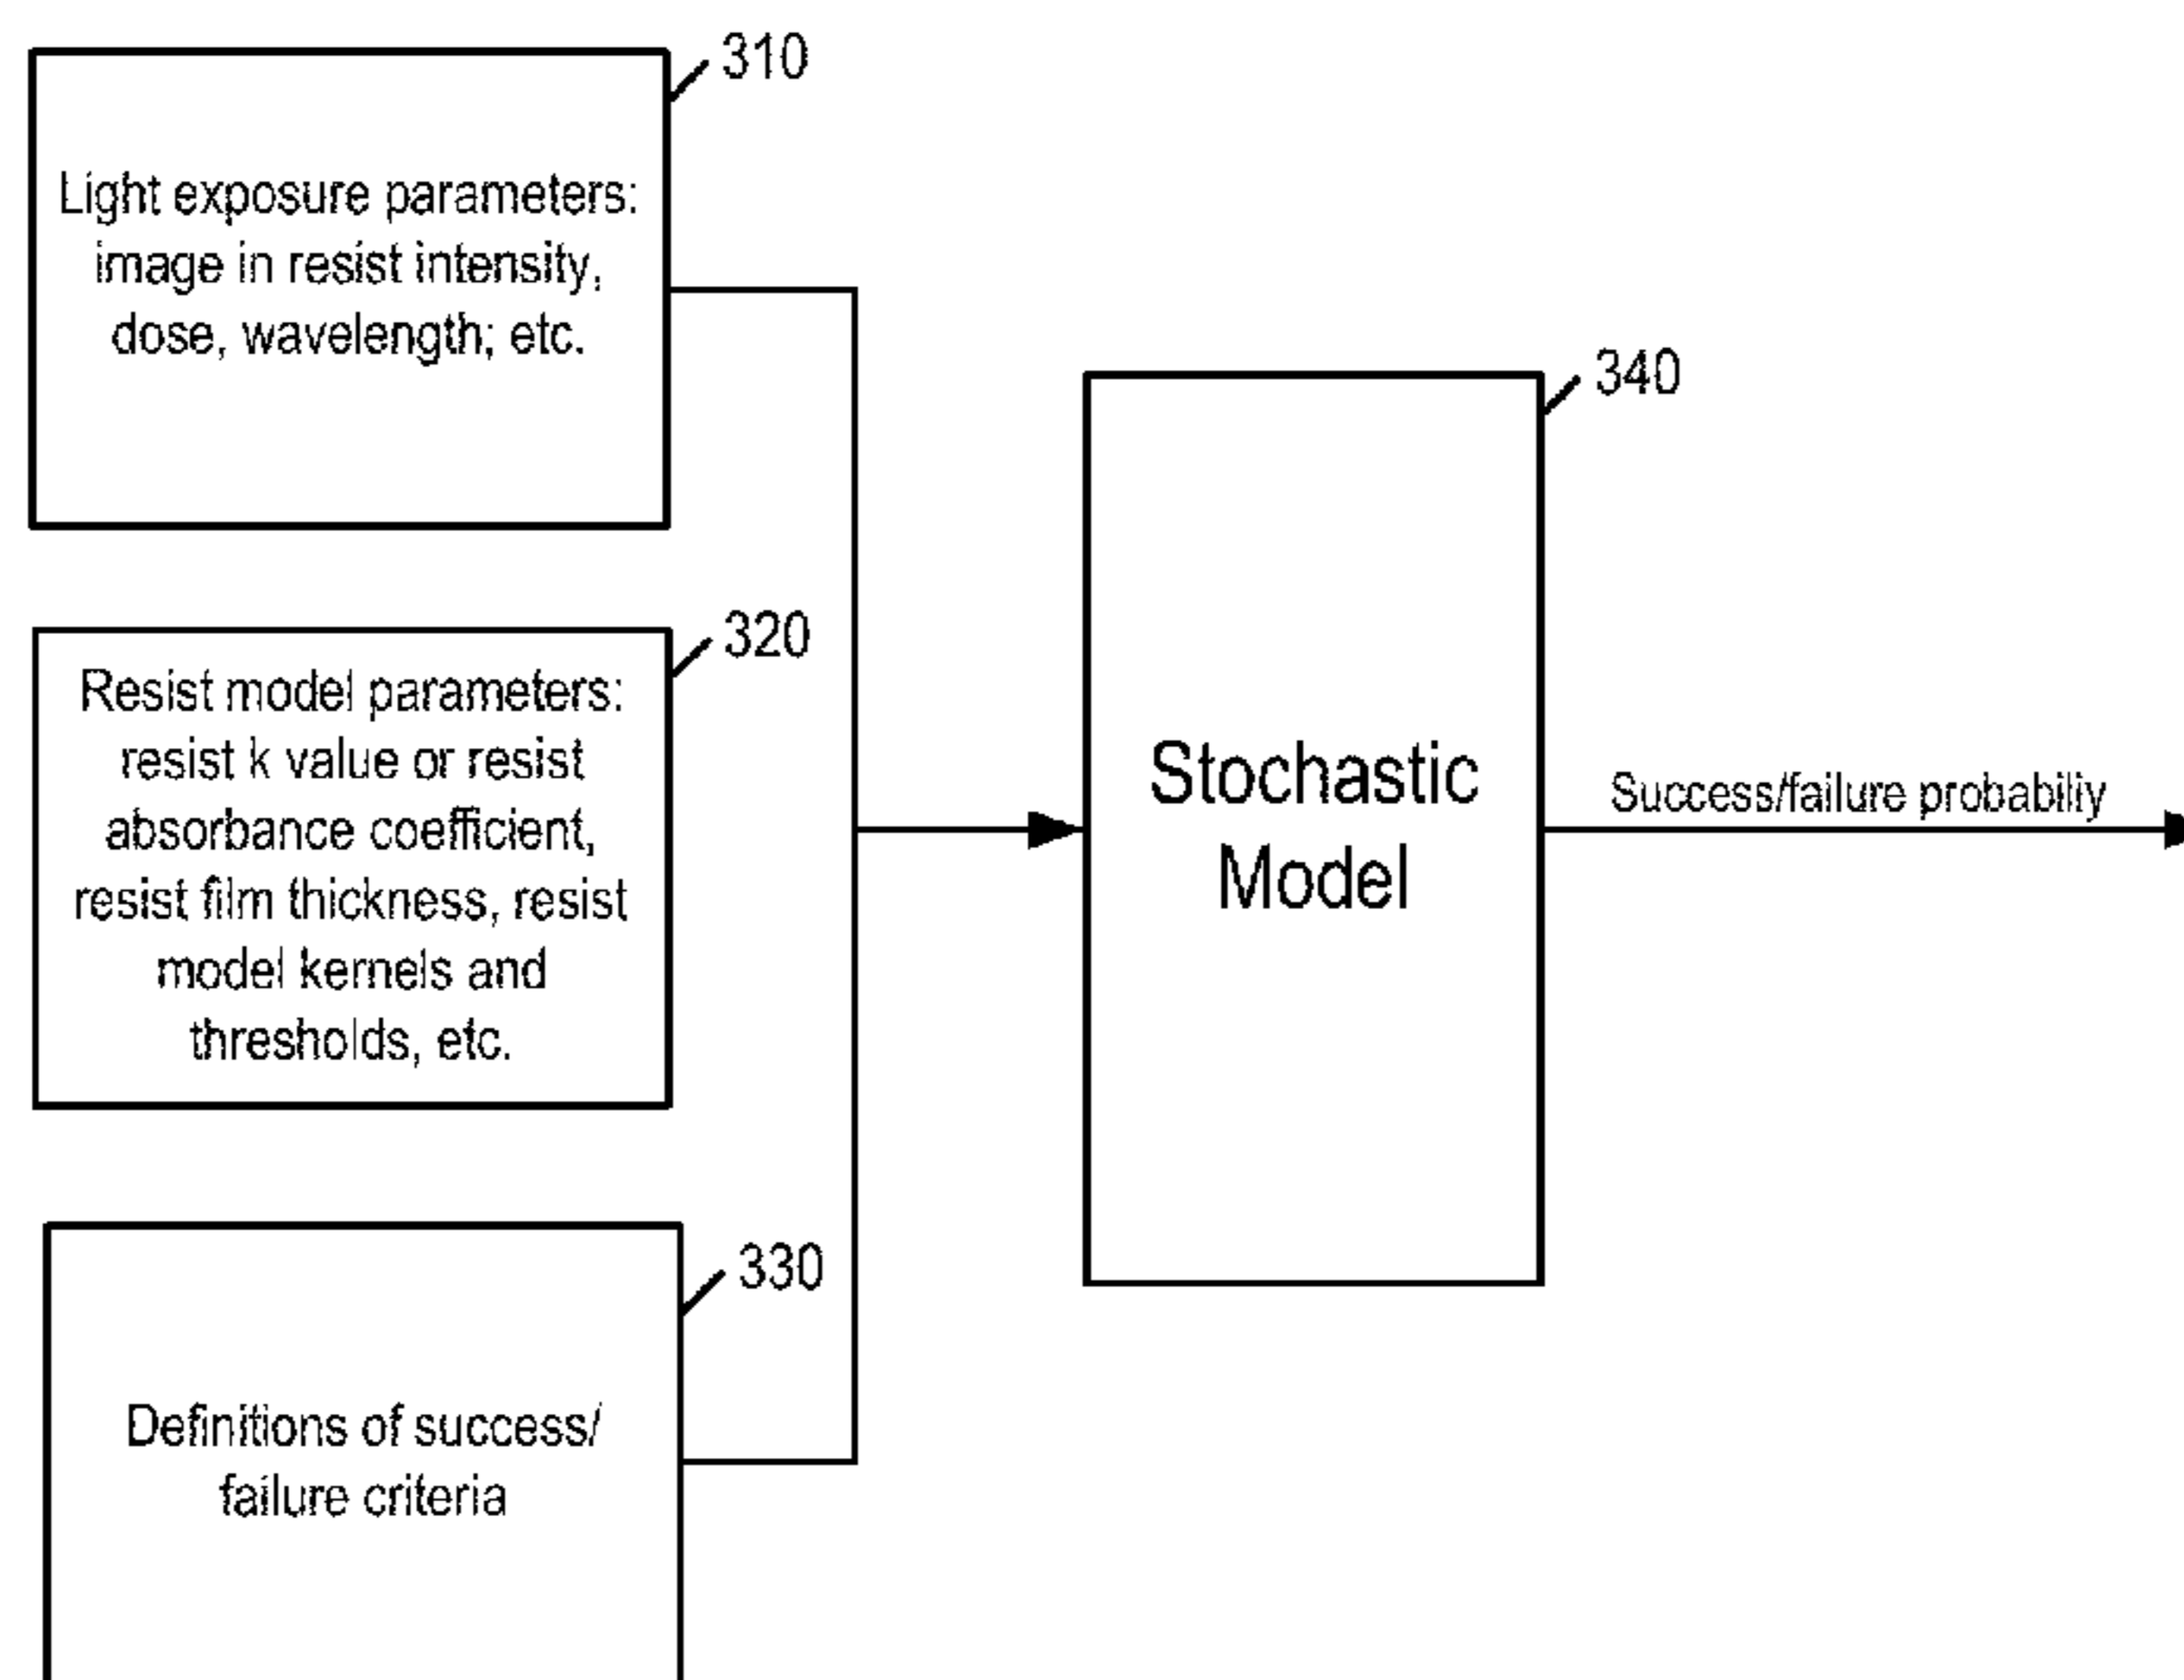 310
Light exposure parameters:
image in resist intensity,
dose, wavelength; etc.
320
Resist model parameters:
resist k value or resist
absorbance coefficient,
resist film thickness, resist
model kernels and
thresholds, etc.
330
Definitions of success/
failure criteria
340
Stochastic
Model
Success/failure probabiliy